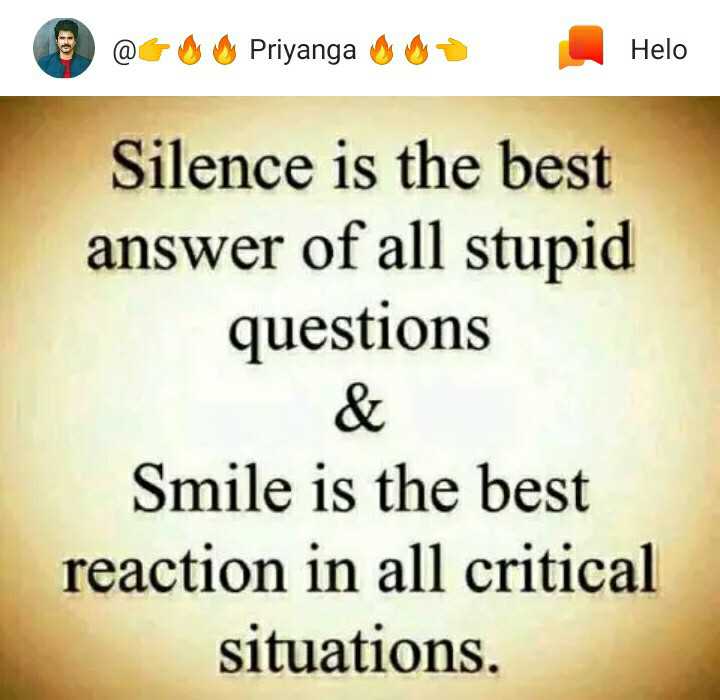 @👉🔥🔥 Priyanga 🔥🔥👈 Helo
Silence is the best
answer of all stupid
questions
&
Smile is the best
reaction in all critical
situations.